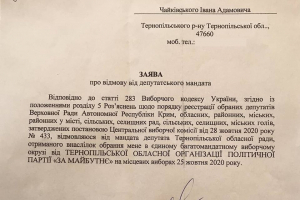 Чайківського Івана Адамовича
Тернопільського р-ну Тернопільської обл..,
47660
моб. тел.:
ЗАЯВА
про відмову від депутатського мандата
Відповідно до статті 283 Виборчого кодексу України, згідно із
положеннями розділу 5 Роз'яснень щодо порядку реєстрації обраних депутатів
Верховної Ради Автономної Республіки Крим, обласних, районних, міських,
районних у місті, сільських, селищних рад, сільських, селищних, міських голів,
затверджених постановою Центральної виборчої комісії від 28 жовтня 2020 року
№ 433, відмовляюся від мандата депутата Тернопільської обласної ради,
отриманого внаслідок обрання мене в єдиному багатомандатному виборчому
окрузі від ТЕРНОПІЛЬСЬКОЇ ОБЛАСНОЇ ОРГАНІЗАЦІЇ ПОЛІТИЧНОЇ
ПАРТІЇ «ЗА МАЙБУТНЄ» на місцевих виборах 25 жовтня 2020 року.